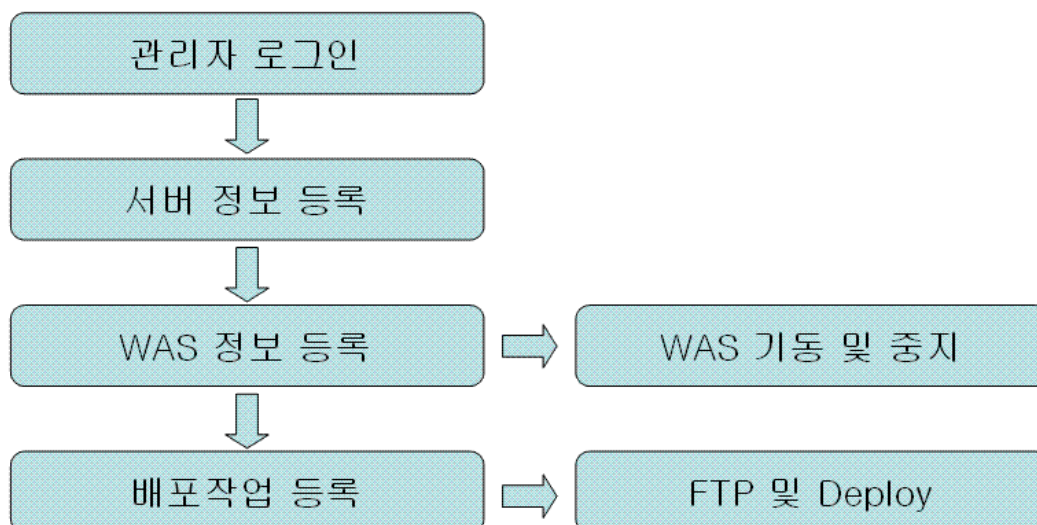 관리자 로그인
서버 정보 등록
WAS 정보 등록
WAS 기동 및 중지
배포작업 등록
FTP 및 Deploy